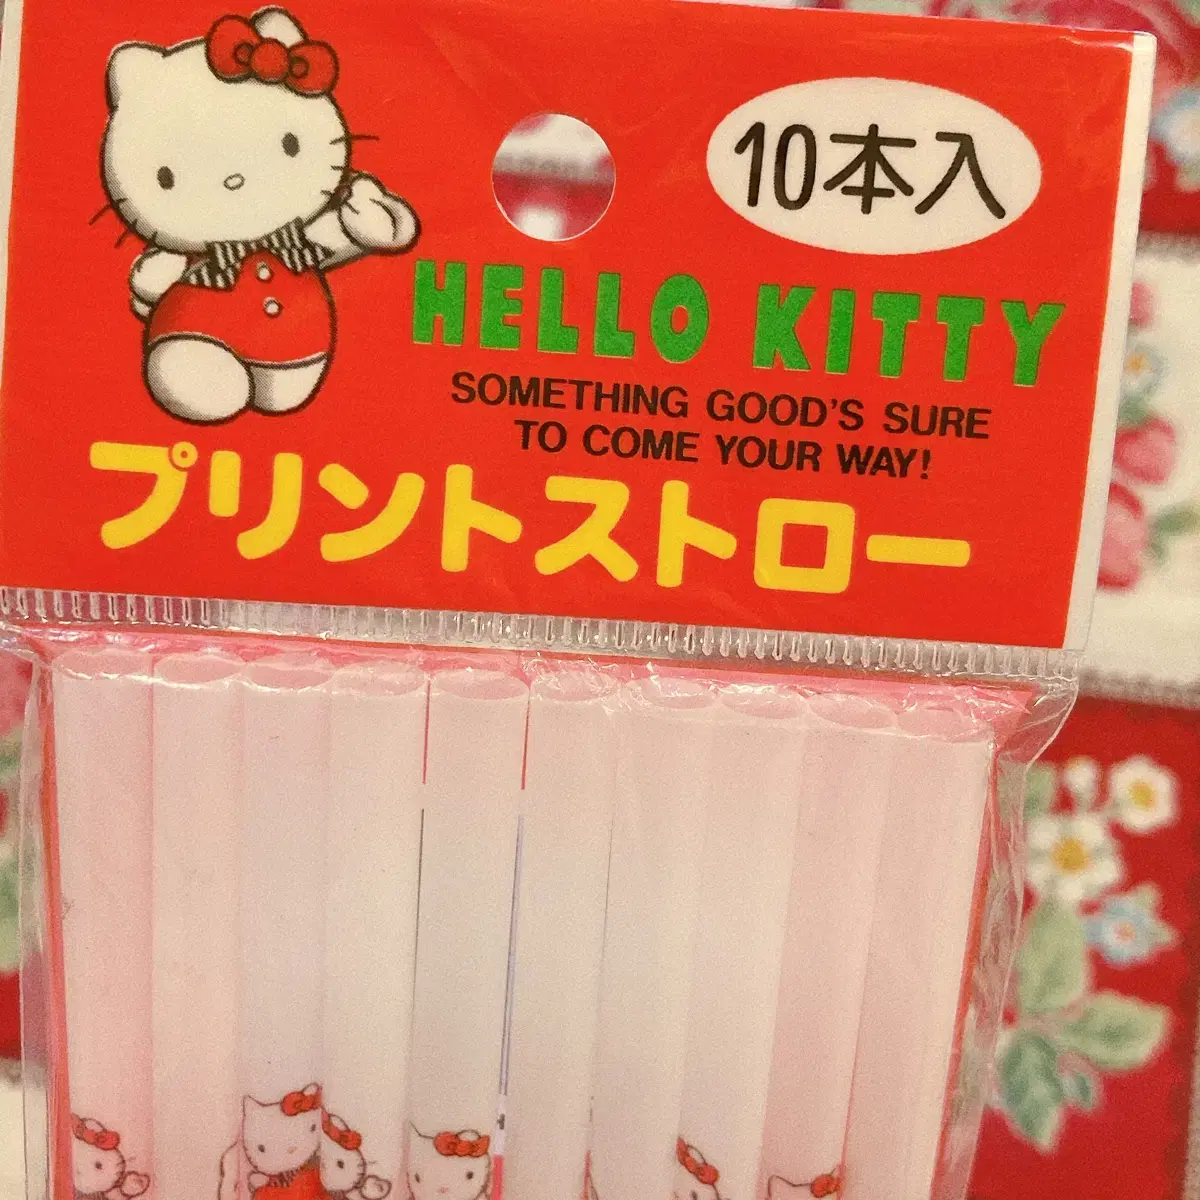 10本入
HELLO KITTY
SOMETHING GOOD'S SURE
TO COME YOUR WAY!
プリントストロー